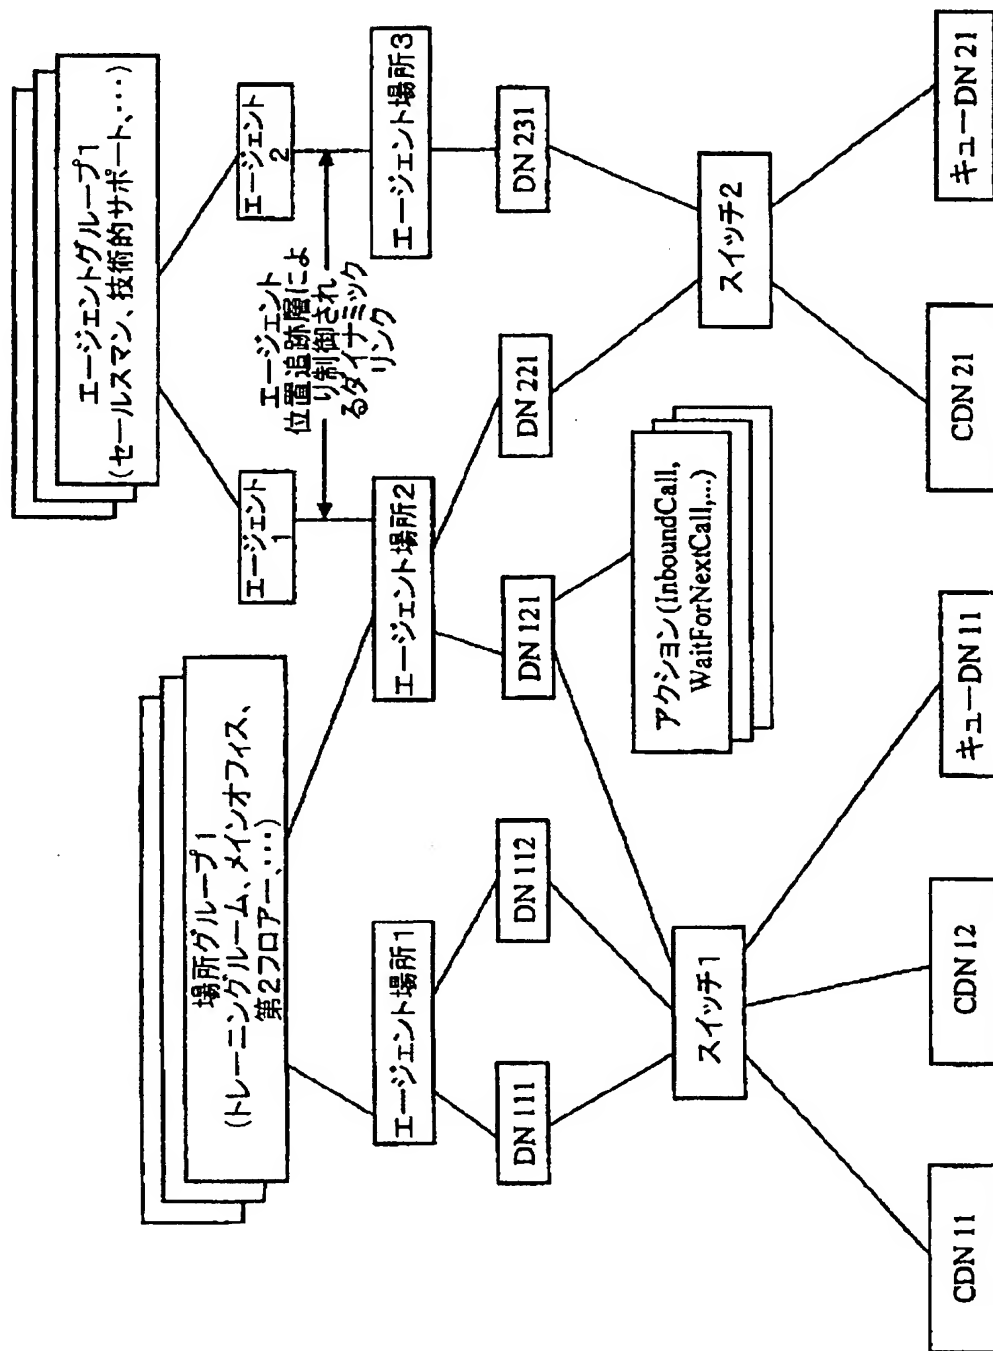 エージェントグループ1
(セールスマン、技術的サポート、…)
場所グループ1
(トレーニングルーム、メインオフィス、
第2フロアー、…)
エージェント
1
エージェント
2
エージェント
位置追跡層によ
り制御され
るダイナミック
リンク
エージェント場所1
エージェント場所2
エージェント場所3
DN 111
DN 112
DN 121
DN 221
DN 231
アクション(InboundCall,
WaitForNextCall,...)
スイッチ1
スイッチ2
CDN 11
CDN 12
キューDN 11
CDN 21
キューDN 21